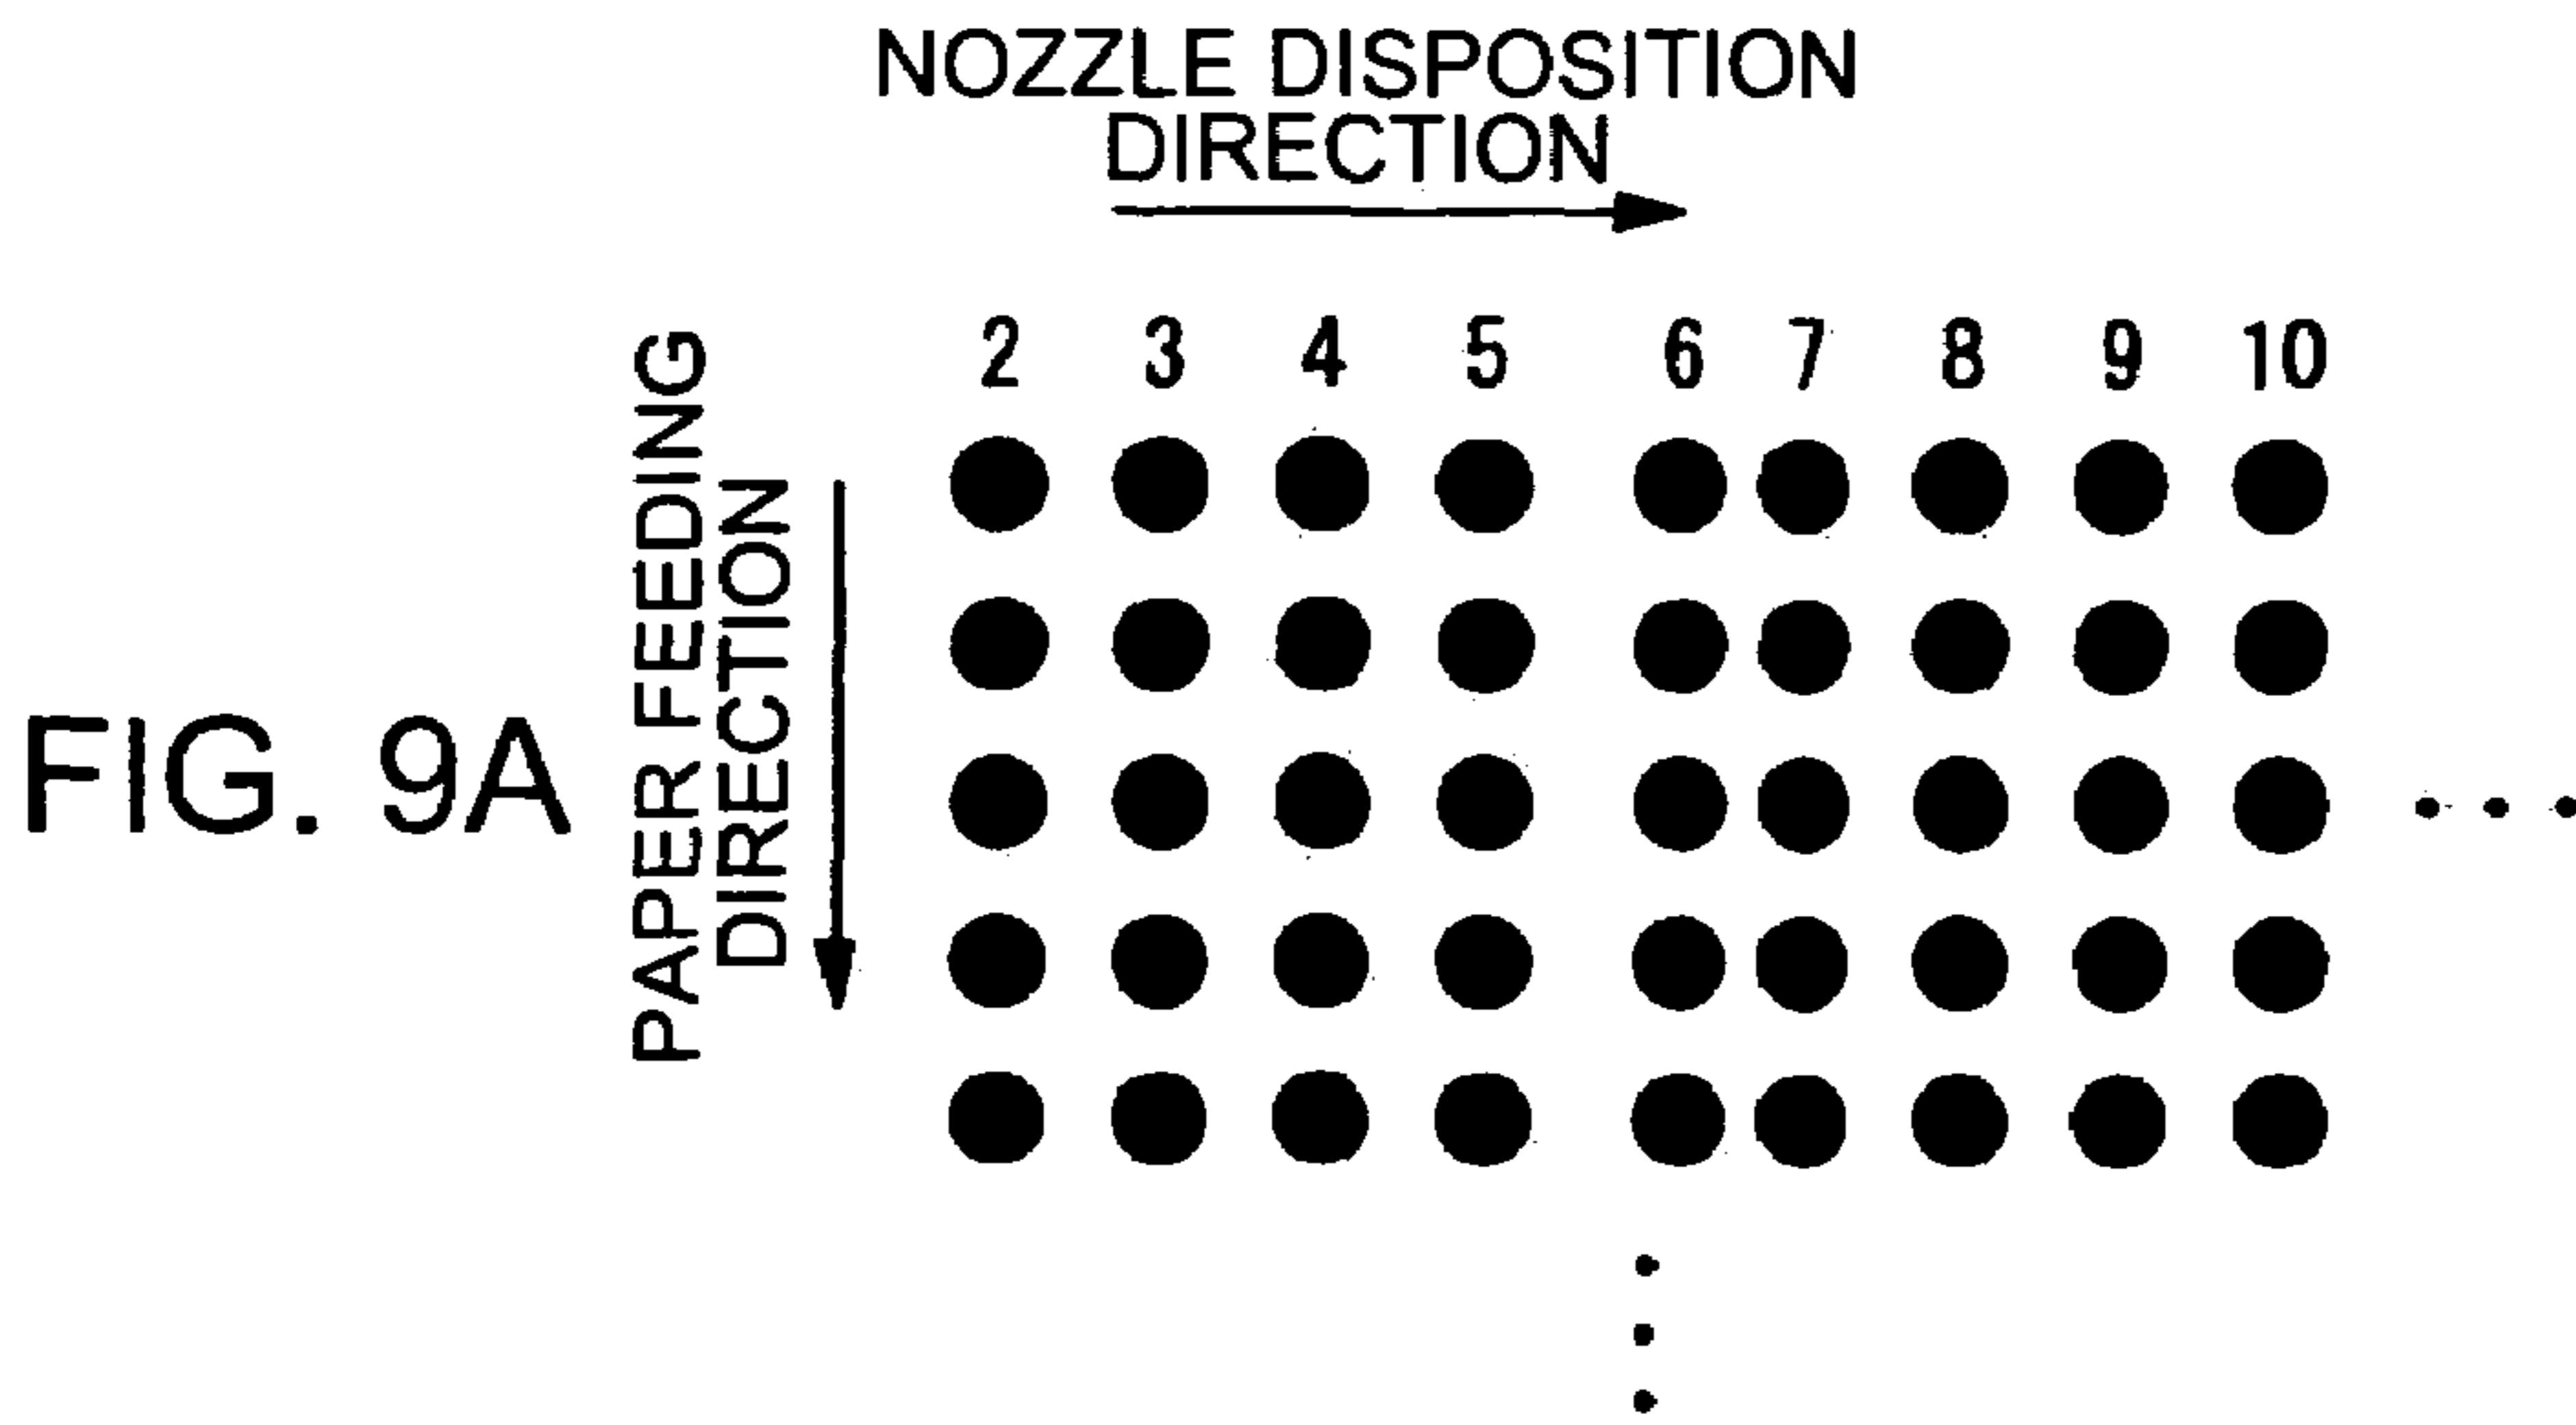 NOZZLE DISPOSITION
DIRECTION
PAPER FEEDING
DIRECTION
2 3 4 5 6 7 8 9 10
FIG. 9A